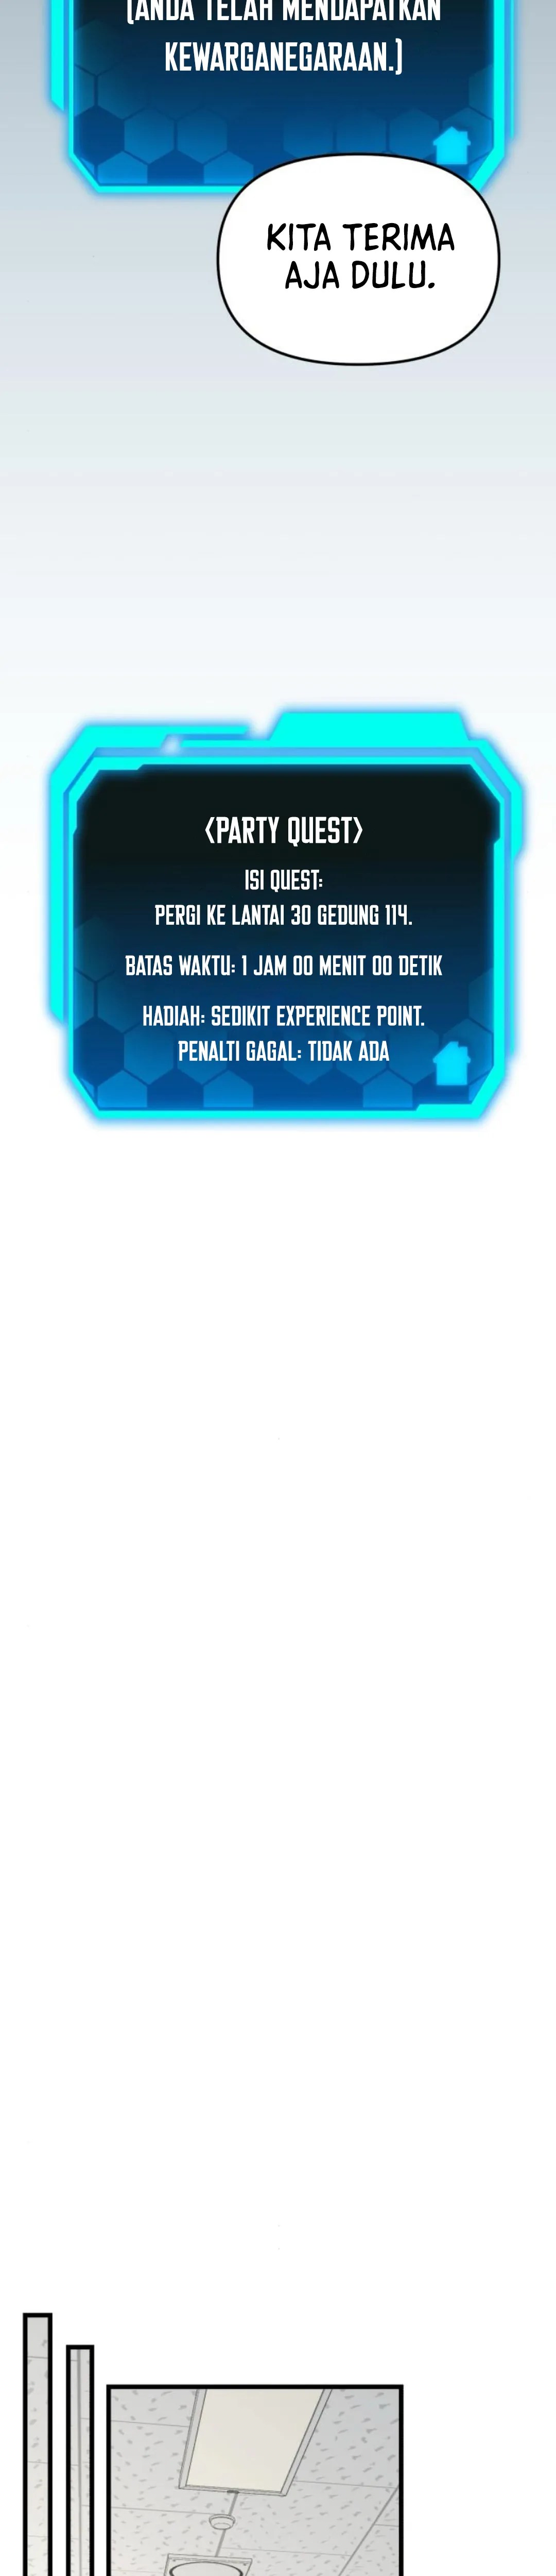 (ANDA TELAH MENDAPATKAN
KEWARGANEGARAAN.)
KITA TERIMA
AJA DULU.
<PARTY QUEST>
ISI QUEST:
PERGI KE LANTAI 30 GEDUNG 114.
BATAS WAKTU: 1 JAM 00 MENIT 00 DETIK
HADIAH: SEDIKIT EXPERIENCE POINT.
PENALTI GAGAL: TIDAK ADA